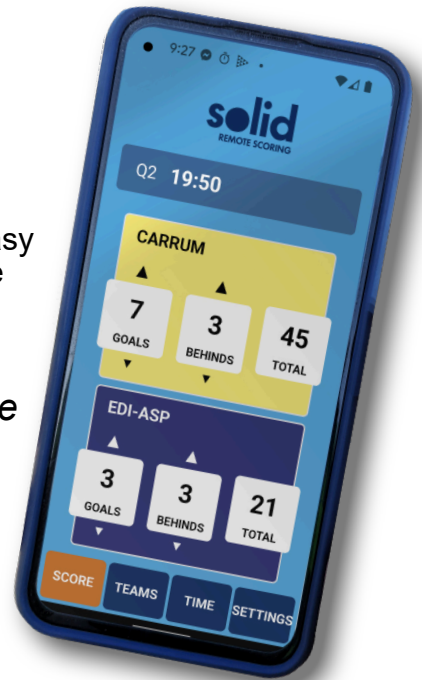 9:27
solid
REMOTE SCORING
Q2 19:50
asy
e
e
CARRUM
7 3 45
GOALS BEHINDS TOTAL
EDI-ASP
3 3 21
GOALS BEHINDS TOTAL
SCORE TEAMS TIME SETTINGS